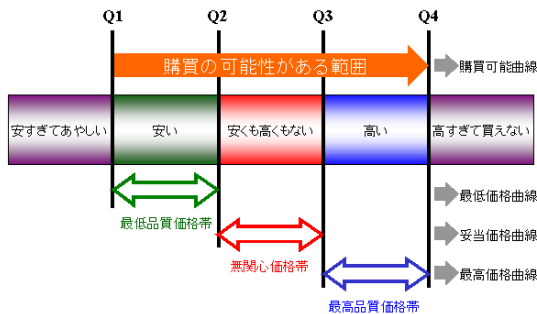 Q1 Q2 Q3 Q4
購買の可能性がある範囲
購買可能曲線
安すぎてあやしい 安い 安くも高くもない 高い 高すぎて買えない
最低価格曲線
最低品質価格帯
妥当価格曲線
無関心価格帯
最高価格曲線
最高品質価格帯